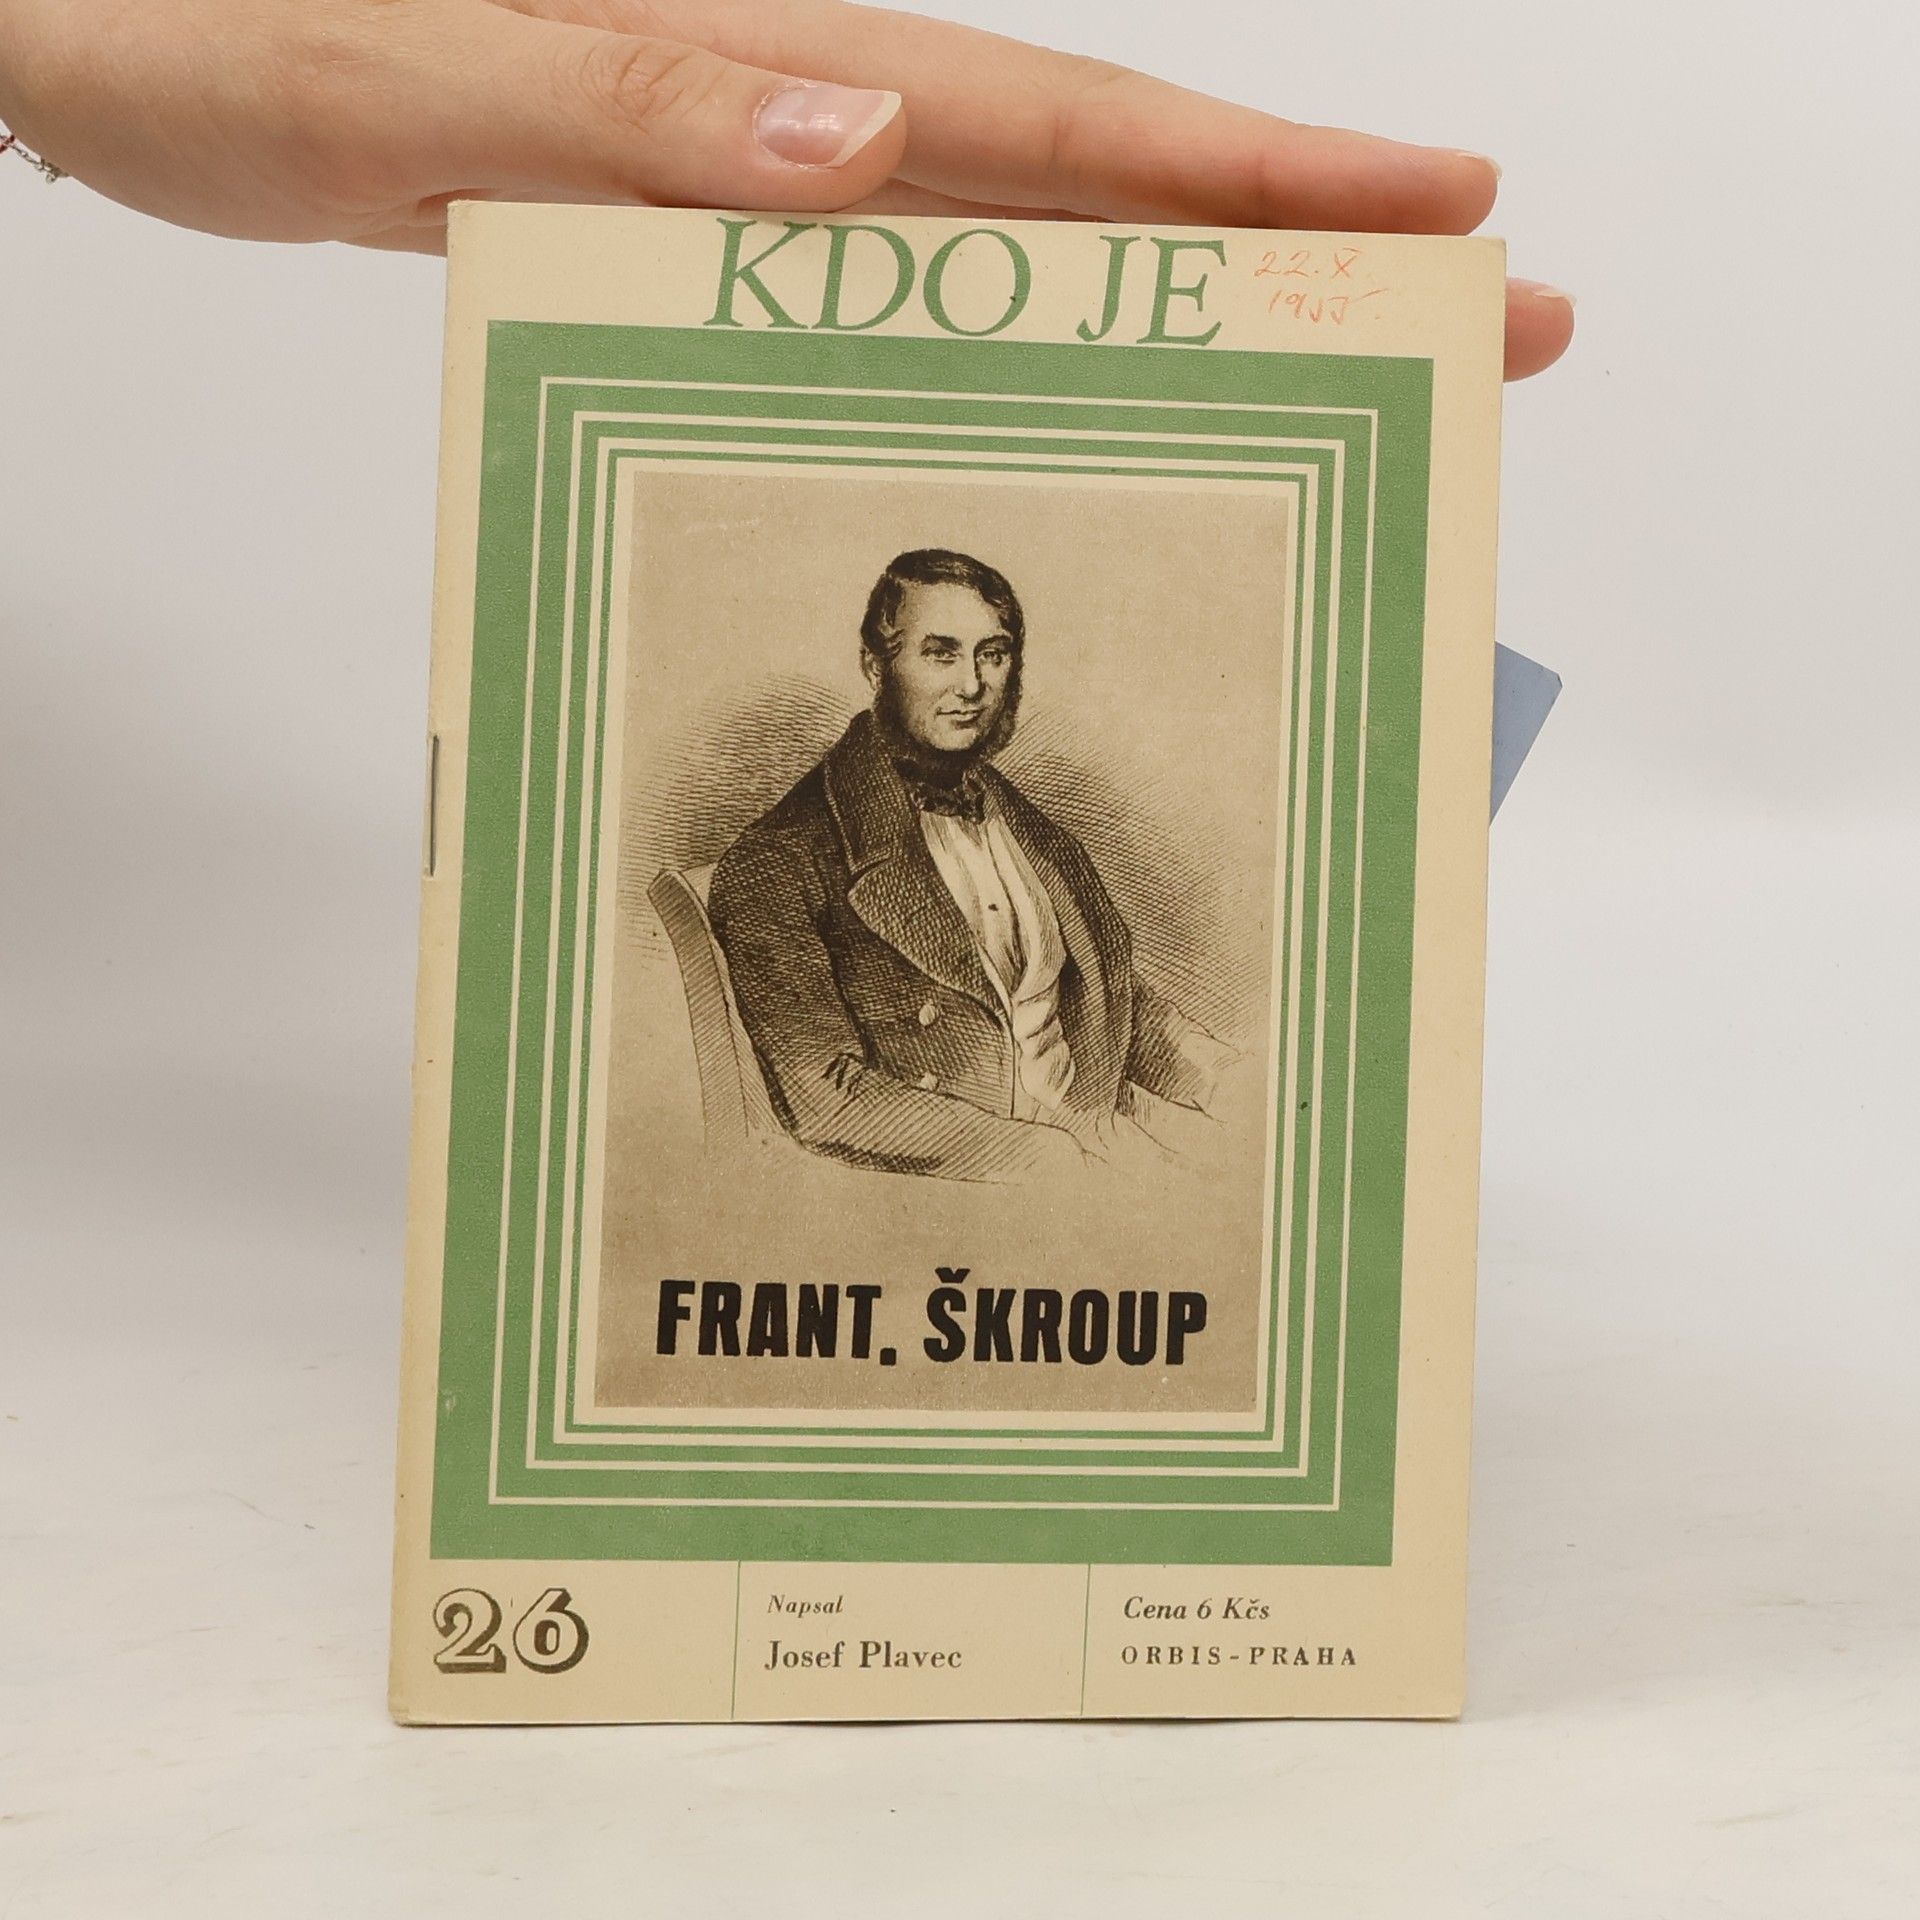 KDO JE
22. X.
1955.
FRANT. ŠKROUP
26
Napsal
Josef Plavec
Cena 6 Kčs
ORBIS-PRAHA